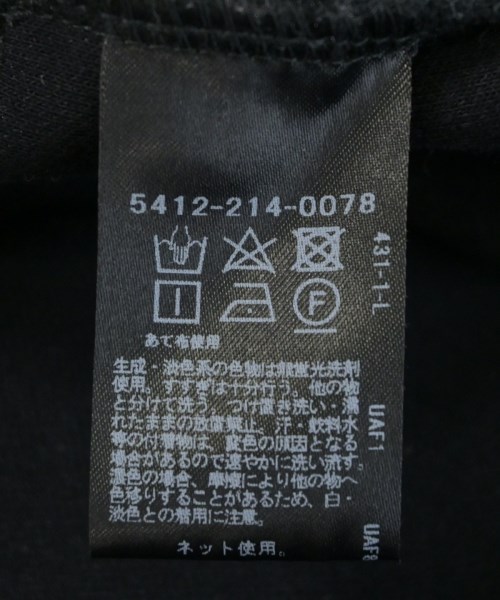 5412-214-0078
431-1-L
F
あて布使用
生成・淡色系の色物は無蛍光洗剤
使用。すすぎは十分行う。他の物
と分けて洗う。つけ置き洗い・濡
れたままの放置禁止。汗・飲料水
等の付着物は、変色の原因となる
場合があるので速やかに洗い流す。
濃色の場合、摩擦により他の物へ
色移りすることがあるため、白・
淡色との着用に注意。
ネット使用。
UAF1